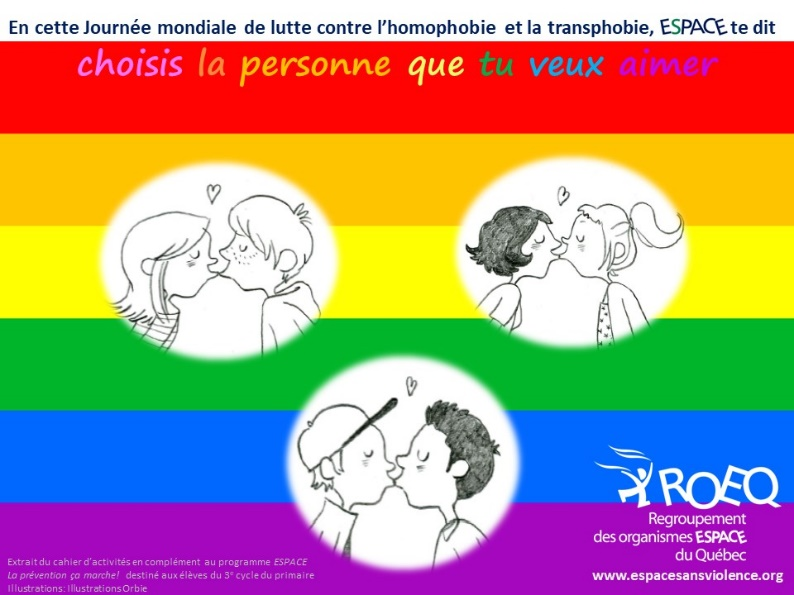 En cette Journée mondiale de lutte contre l'homophobie et la transphobie, ESPACE te dit
choisis la personne que tu veux aimer
ROEQ
Regroupement
des organismes ESPACE
du Québec
www.espacesansviolence.org
Extrait du cahier d'activités en complément au programme ESPACE
La prévention ça marche! destiné aux élèves du 3e cycle du primaire
Illustrations: IllustrationsOrbie